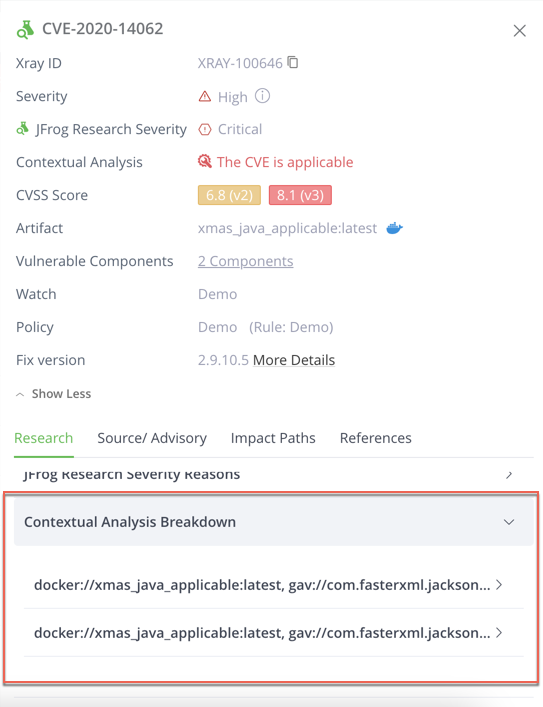 CVE-2020-14062
Xray ID XRAY-100646
Severity High
JFrog Research Severity Critical
Contextual Analysis The CVE is applicable
CVSS Score 6.8 (v2) 8.1 (v3)
Artifact xmas_java_applicable:latest
Vulnerable Components 2 Components
Watch Demo
Policy Demo (Rule: Demo)
Fix version 2.9.10.5 More Details
Show Less
Research Source/ Advisory Impact Paths References
JFrog Research Severity Reasons
Contextual Analysis Breakdown
docker://xmas_java_applicable:latest, gav://com.fasterxml.jackson...
docker://xmas_java_applicable:latest, gav://com.fasterxml.jackson...